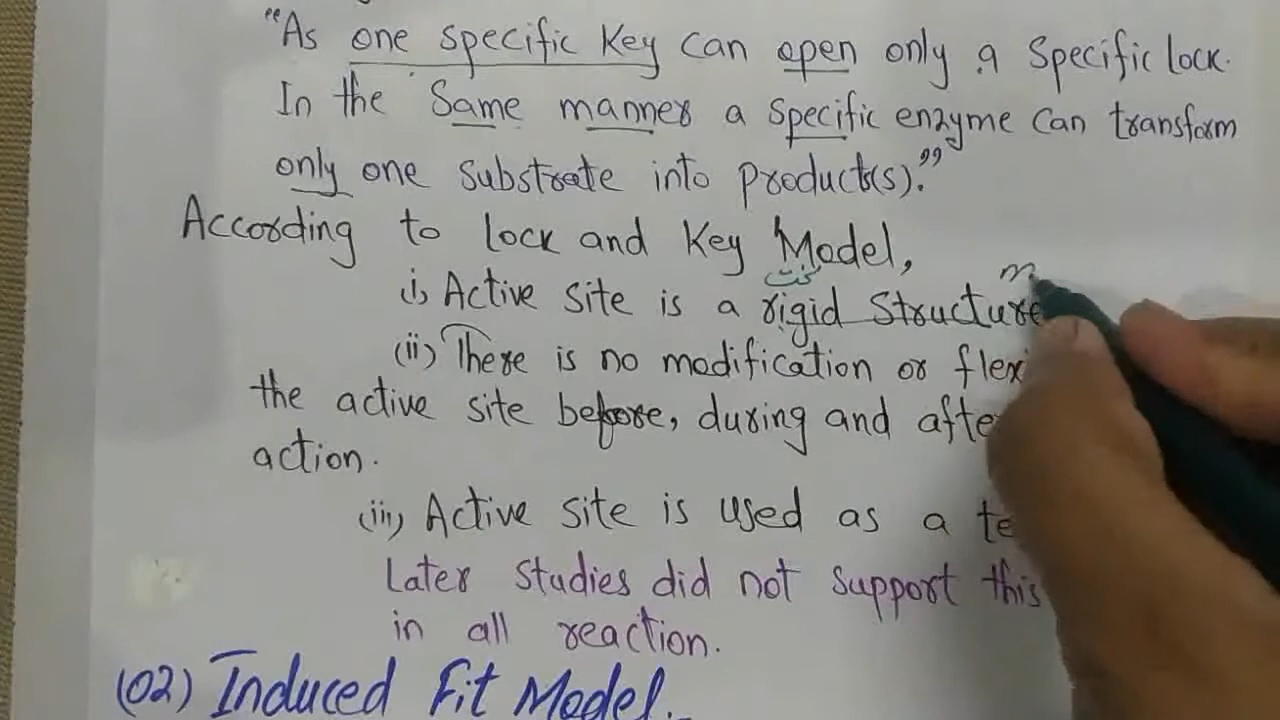 "As one specific Key can open only a specific lock.
In the same manner a specific enzyme can transform
only one substrate into product(s)."
According to lock and Key Model,
m
سخت
(i) Active site is a rigid structure
(ii) There is no modification or
the active site before, during and
action.
(iii) Active site is used as a
Later studies did not support this
in all reaction.
(02) Induced Fit Model.